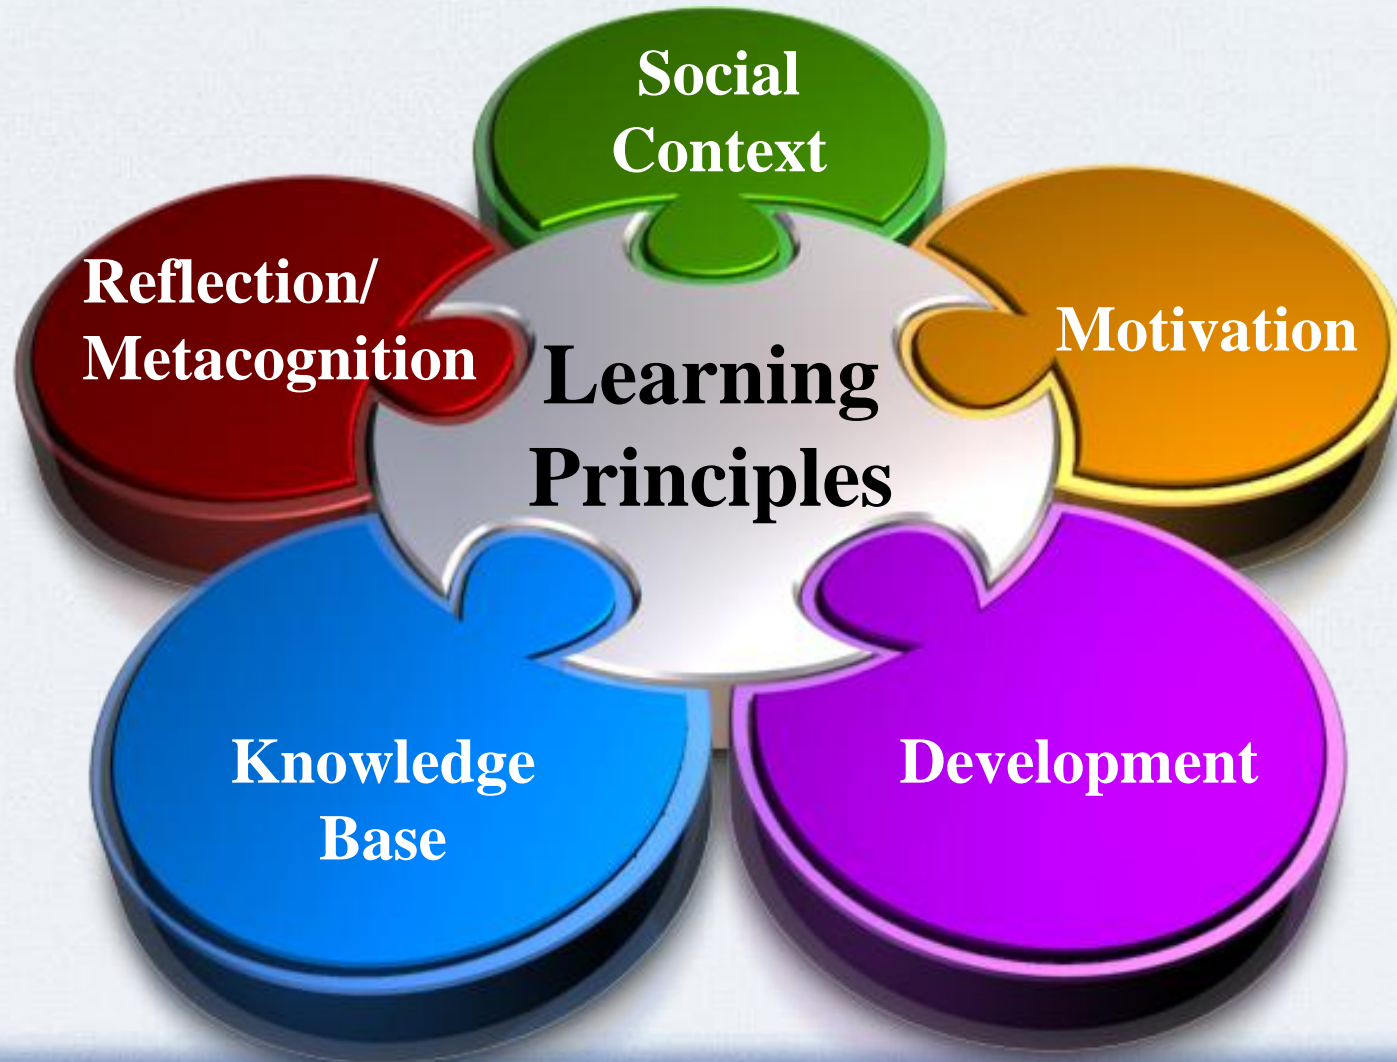 Social
Context
Reflection/
Metacognition
Motivation
Learning
Principles
Knowledge
Base
Development